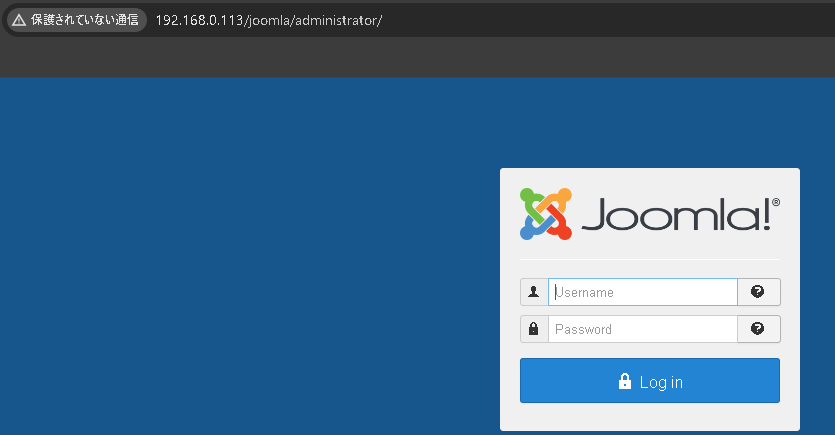 保護されていない通信 192.168.0.113/joomla/administrator/
Joomla!®
Username
Password
Log in